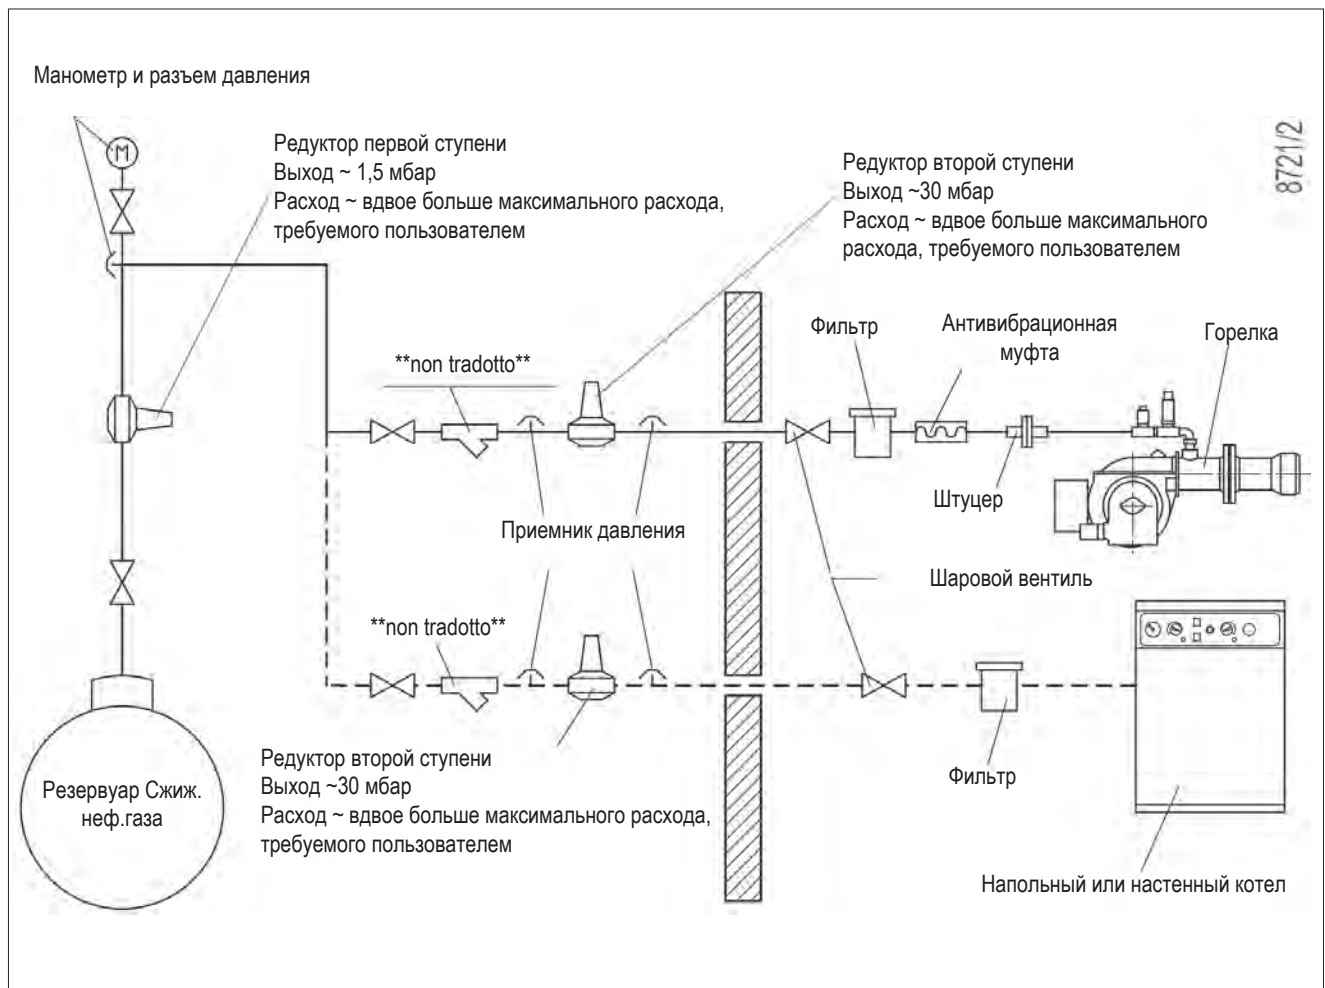 Манометр и разъем давления
M
Редуктор первой ступени
Выход ~ 1,5 мбар
Расход ~ вдвое больше максимального расхода,
требуемого пользователем
Редуктор второй ступени
Выход ~30 мбар
Расход ~ вдвое больше максимального
расхода, требуемого пользователем
8721/2
**non tradotto**
Фильтр
Антивибрационная
муфта
Горелка
Штуцер
Приемник давления
Шаровой вентиль
**non tradotto**
Редуктор второй ступени
Выход ~30 мбар
Расход ~ вдвое больше максимального расхода,
требуемого пользователем
Резервуар Сжиж.
неф.газа
Фильтр
Напольный или настенный котел